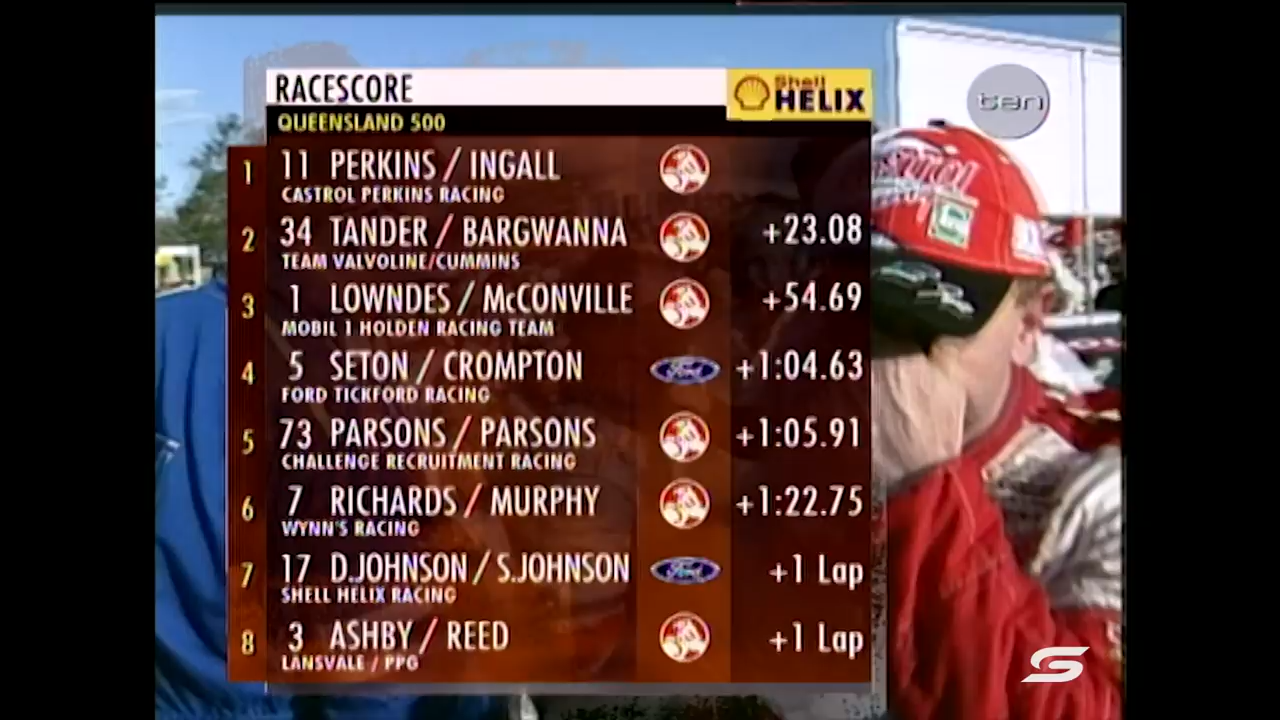 RACESCORE
Shell
HELIX
ten
QUEENSLAND 500
1 11 PERKINS / INGALL
CASTROL PERKINS RACING
2 34 TANDER / BARGWANNA +23.08
TEAM VALVOLINE/CUMMINS
3 1 LOWNDES / McCONVILLE +54.69
MOBIL 1 HOLDEN RACING TEAM
4 5 SETON / CROMPTON Ford +1:04.63
FORD TICKFORD RACING
5 73 PARSONS / PARSONS +1:05.91
CHALLENGE RECRUITMENT RACING
6 7 RICHARDS / MURPHY +1:22.75
WYNN'S RACING
7 17 D.JOHNSON / S.JOHNSON Ford +1 Lap
SHELL HELIX RACING
8 3 ASHBY / REED +1 Lap
LANSVALE / PPG